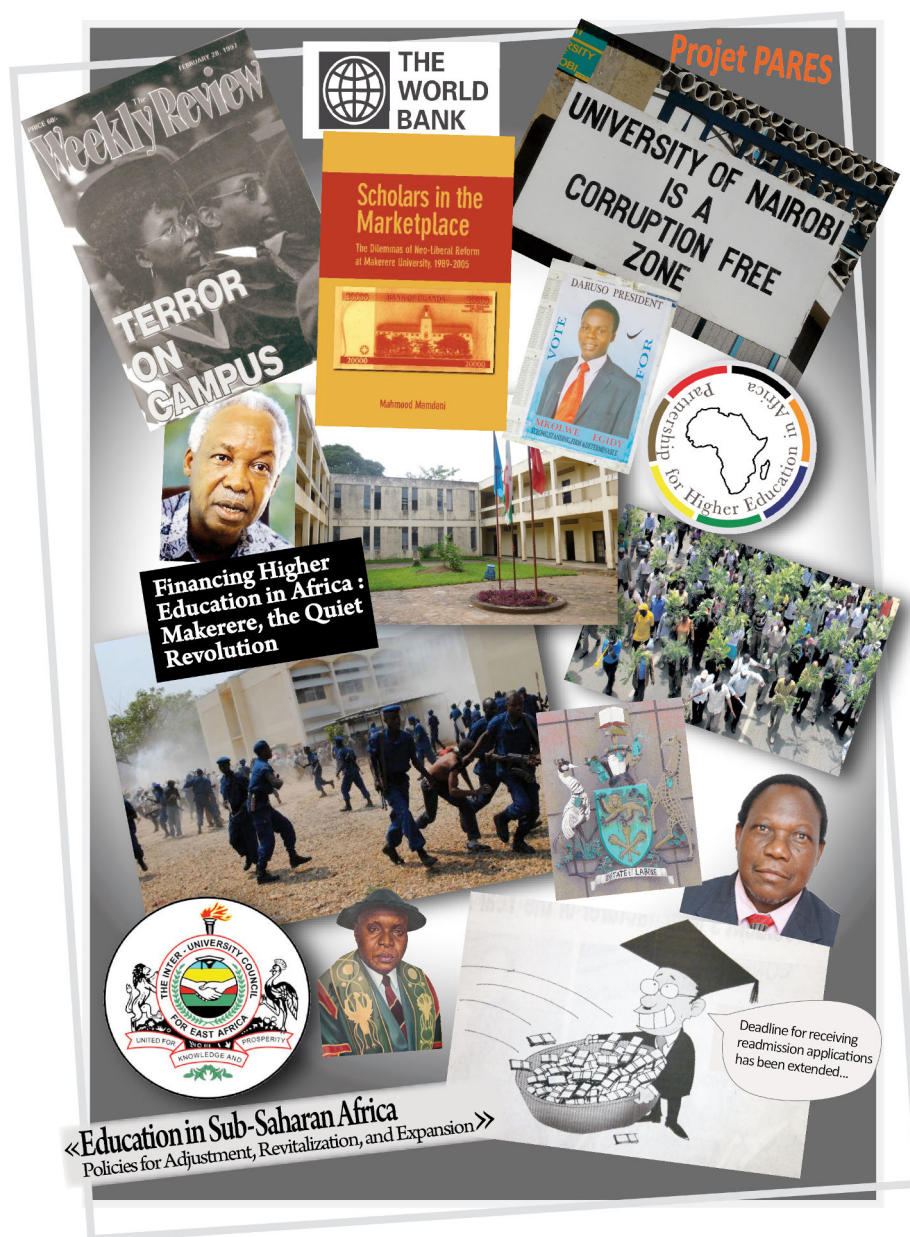 FEBRUARY 28, 1997
PRICE 60/-
The
Weekly Review
TERROR
ON
CAMPUS
THE
WORLD
BANK
Projet PARES
UNIVERSITY OF NAIROBI
IS A
CORRUPTION FREE
ZONE
Scholars in the
Marketplace
The Dilemmas of Neo-Liberal Reform
at Makerere University, 1989-2005
20000
BANK OF UGANDA
20000
20000
Mahmood Mamdani
DARUSO PRESIDENT
VOTE
FOR
MKOLWE EGIDY
Partnership for Higher Education in Africa
Financing Higher
Education in Africa :
Makerere, the Quiet
Revolution
THE INTER - UNIVERSITY COUNCIL
FOR EAST AFRICA
UNITED FOR
KNOWLEDGE AND
PROSPERITY
Deadline for receiving
readmission applications
has been extended...
«Education in Sub-Saharan Africa
Policies for Adjustment, Revitalization, and Expansion»